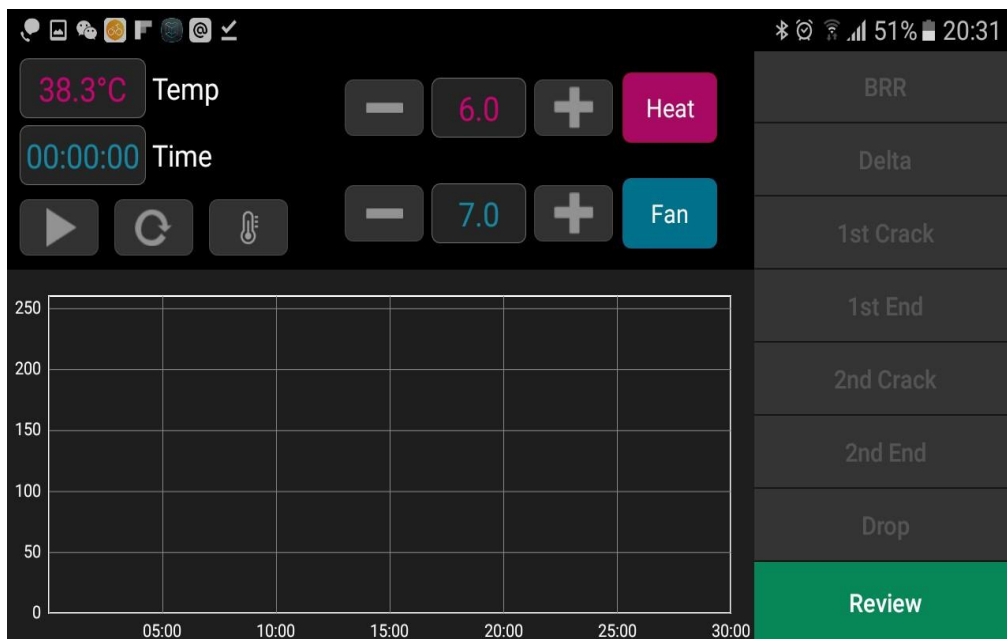 51% 20:31
38.3°C Temp
00:00:00 Time
6.0 Heat
7.0 Fan
250
200
150
100
50
0
05:00 10:00 15:00 20:00 25:00 30:00
BRR
Delta
1st Crack
1st End
2nd Crack
2nd End
Drop
Review